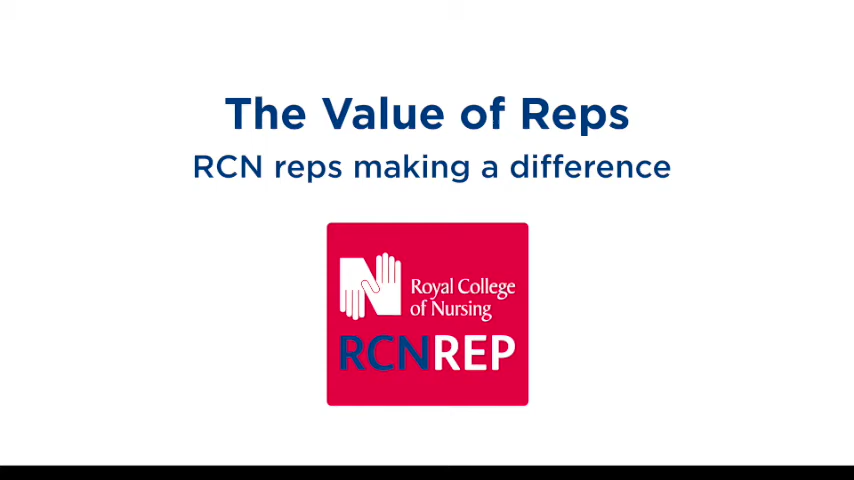 The Value of Reps
RCN reps making a difference
Royal College
of Nursing
RCNREP